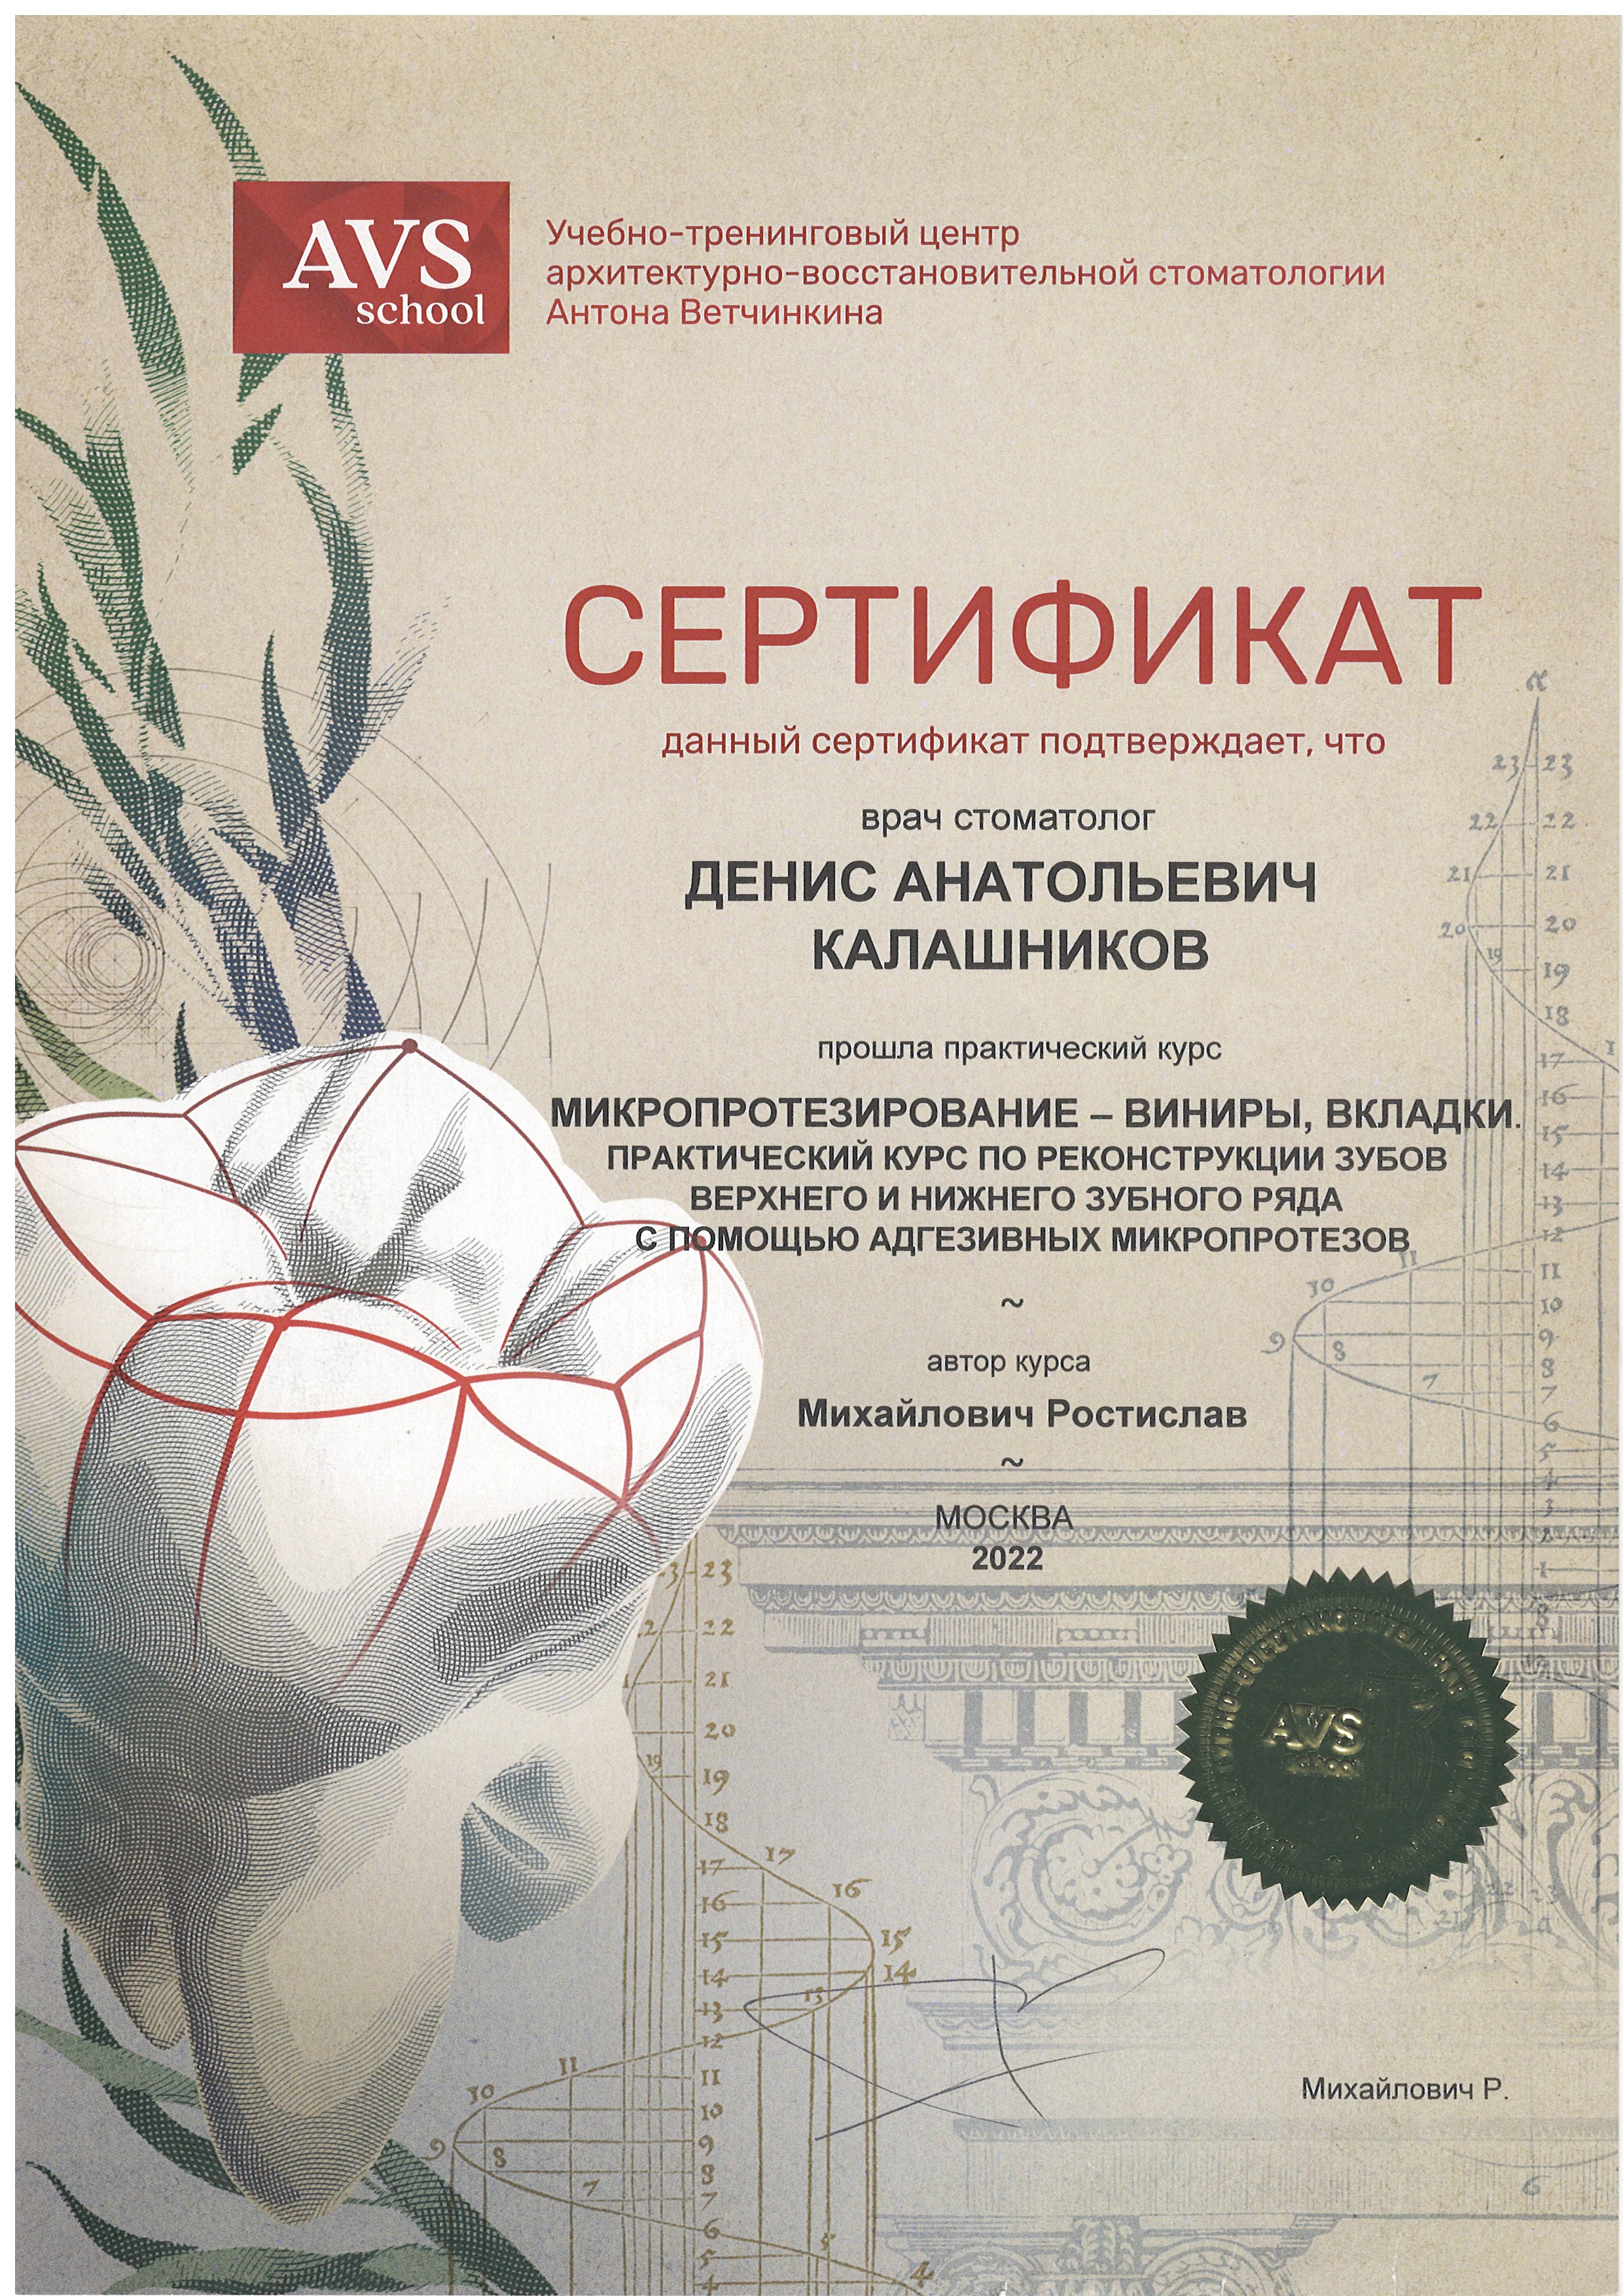 AVS
school
Учебно-тренинговый центр
архитектурно-восстановительной стоматологии
Антона Ветчинкина
СЕРТИФИКАТ
данный сертификат подтверждает, что
врач стоматолог
ДЕНИС АНАТОЛЬЕВИЧ
КАЛАШНИКОВ
прошла практический курс
МИКРОПРОТЕЗИРОВАНИЕ – ВИНИРЫ, ВКЛАДКИ.
ПРАКТИЧЕСКИЙ КУРС ПО РЕКОНСТРУКЦИИ ЗУБОВ
ВЕРХНЕГО И НИЖНЕГО ЗУБНОГО РЯДА
С ПОМОЩЬЮ АДГЕЗИВНЫХ МИКРОПРОТЕЗОВ
~
автор курса
Михайлович Ростислав
~
МОСКВА
2022
AVS
Михайлович Р.